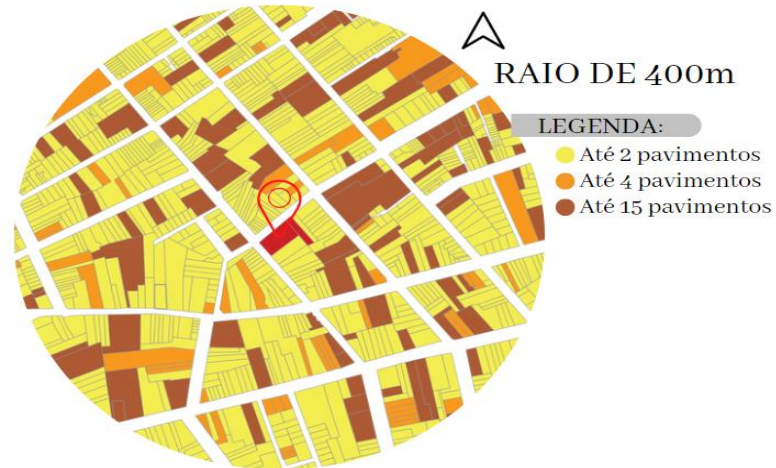 RAIO DE 400m
LEGENDA:
Até 2 pavimentos
Até 4 pavimentos
Até 15 pavimentos